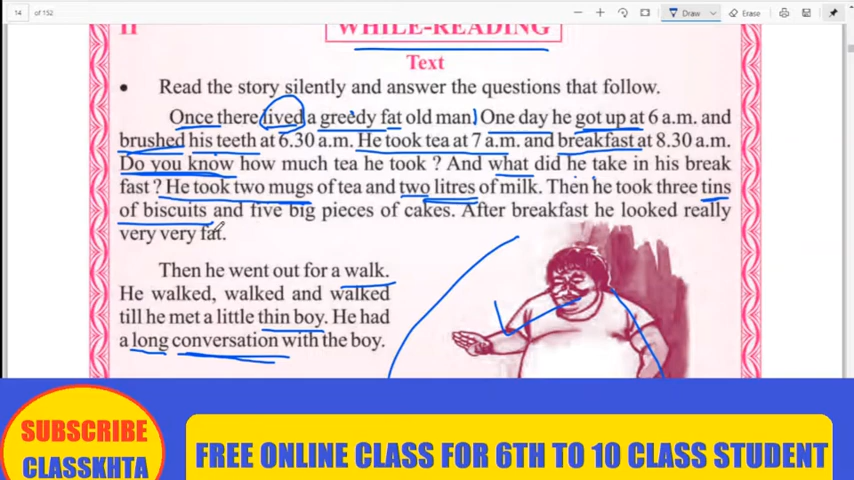 14 of 152
Draw
Erase
II
WHILE-READING
Text
• Read the story silently and answer the questions that follow.
Once there lived a greedy fat old man. One day he got up at 6 a.m. and
brushed his teeth at 6.30 a.m. He took tea at 7 a.m. and breakfast at 8.30 a.m.
Do you know how much tea he took ? And what did he take in his break
fast ? He took two mugs of tea and two litres of milk. Then he took three tins
of biscuits and five big pieces of cakes. After breakfast he looked really
very very fat.
Then he went out for a walk.
He walked, walked and walked
till he met a little thin boy. He had
a long conversation with the boy.
SUBSCRIBE
CLASSKHTA
FREE ONLINE CLASS FOR 6TH TO 10 CLASS STUDENT